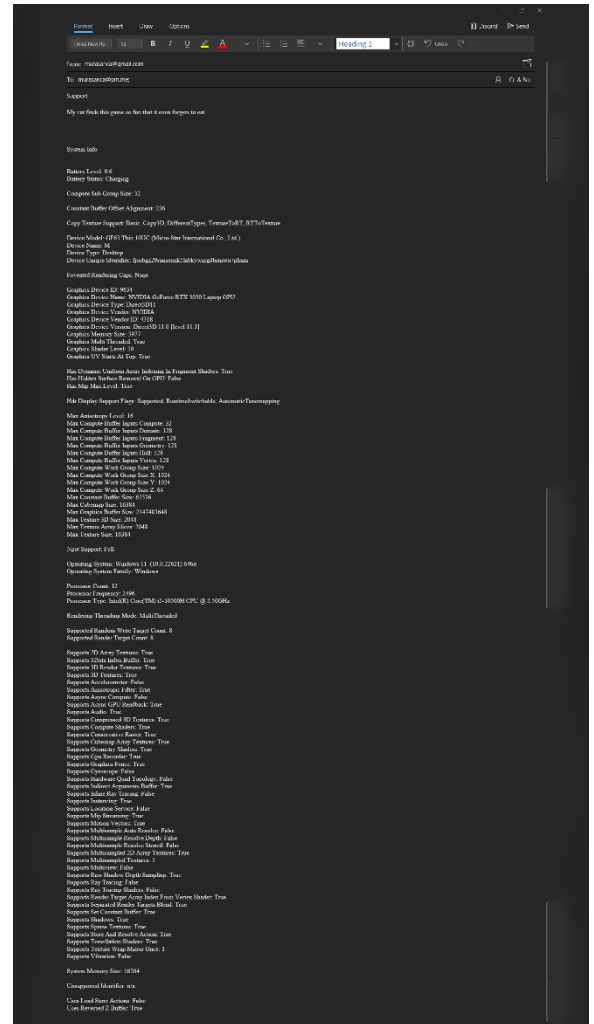 Format Insert Draw Options Discard Send
Times New Ro 12 B I U A Heading 1 Undo
From: murasanca@gmail.com
To: murasanca@pm.me; Cc & Bcc
Support
My cat finds this game so fun that it even forgets to eat
System Info
Battery Level: 0.6
Battery Status: Charging
Compute Sub Group Size: 32
Constant Buffer Offset Alignment: 256
Copy Texture Support: Basic, Copy3D, DifferentTypes, TextureToRT, RTToTexture
Device Model: GF63 Thin 10UC (Micro-Star International Co., Ltd.)
Device Name: M
Device Type: Desktop
Device Unique Identifier:
Foveated Rendering Caps: None
Graphics Device ID: 9634
Graphics Device Name: NVIDIA GeForce RTX 3050 Laptop GPU
Graphics Device Type: Direct3D11
Graphics Device Vendor: NVIDIA
Graphics Device Vendor ID: 4318
Graphics Device Version: Direct3D 11.0 [level 11.1]
Graphics Memory Size: 3977
Graphics Multi Threaded: True
Graphics Shader Level: 50
Graphics UV Starts At Top: True
Has Dynamic Uniform Array Indexing In Fragment Shaders: True
Has Hidden Surface Removal On GPU: False
Has Mip Max Level: True
Hdr Display Support Flags: Supported, RuntimeSwitchable, AutomaticTonemapping
Max Anisotropy Level: 16
Max Compute Buffer Inputs Compute: 32
Max Compute Buffer Inputs Domain: 128
Max Compute Buffer Inputs Fragment: 128
Max Compute Buffer Inputs Geometry: 128
Max Compute Buffer Inputs Hull: 128
Max Compute Buffer Inputs Vertex: 128
Max Compute Work Group Size: 1024
Max Compute Work Group Size X: 1024
Max Compute Work Group Size Y: 1024
Max Compute Work Group Size Z: 64
Max Constant Buffer Size: 65536
Max Cubemap Size: 16384
Max Graphics Buffer Size: 2147483648
Max Texture 3D Size: 2048
Max Texture Array Slices: 2048
Max Texture Size: 16384
Npot Support: Full
Operating System: Windows 11 (10.0.22621) 64bit
Operating System Family: Windows
Processor Count: 12
Processor Frequency: 2496
Processor Type: Intel(R) Core(TM) i5-10500H CPU @ 2.50GHz
Rendering Threading Mode: MultiThreaded
Supported Random Write Target Count: 8
Supported Render Target Count: 8
Supports 2D Array Textures: True
Supports 32bits Index Buffer: True
Supports 3D Render Textures: True
Supports 3D Textures: True
Supports Accelerometer: False
Supports Anisotropic Filter: True
Supports Async Compute: False
Supports Async GPU Readback: True
Supports Audio: True
Supports Compressed 3D Textures: True
Supports Compute Shaders: True
Supports Conservative Raster: True
Supports Cubemap Array Textures: True
Supports Geometry Shaders: True
Supports Gpu Recorder: True
Supports Graphics Fence: True
Supports Gyroscope: False
Supports Hardware Quad Topology: False
Supports Indirect Arguments Buffer: True
Supports Inline Ray Tracing: False
Supports Instancing: True
Supports Location Service: False
Supports Mip Streaming: True
Supports Motion Vectors: True
Supports Multisample Auto Resolve: False
Supports Multisample Resolve Depth: False
Supports Multisample Resolve Stencil: False
Supports Multisampled 2D Array Textures: True
Supports Multisampled Textures: 1
Supports Multiview: False
Supports Raw Shadow Depth Sampling: True
Supports Ray Tracing: False
Supports Ray Tracing Shaders: False
Supports Render Target Array Index From Vertex Shader: True
Supports Separated Render Targets Blend: True
Supports Set Constant Buffer: True
Supports Shadows: True
Supports Sparse Textures: True
Supports Store And Resolve Action: True
Supports Tessellation Shaders: True
Supports Texture Wrap Mirror Once: 1
Supports Vibration: False
System Memory Size: 16384
Unsupported Identifier: n/a
Uses Load Store Actions: False
Uses Reversed Z Buffer: True